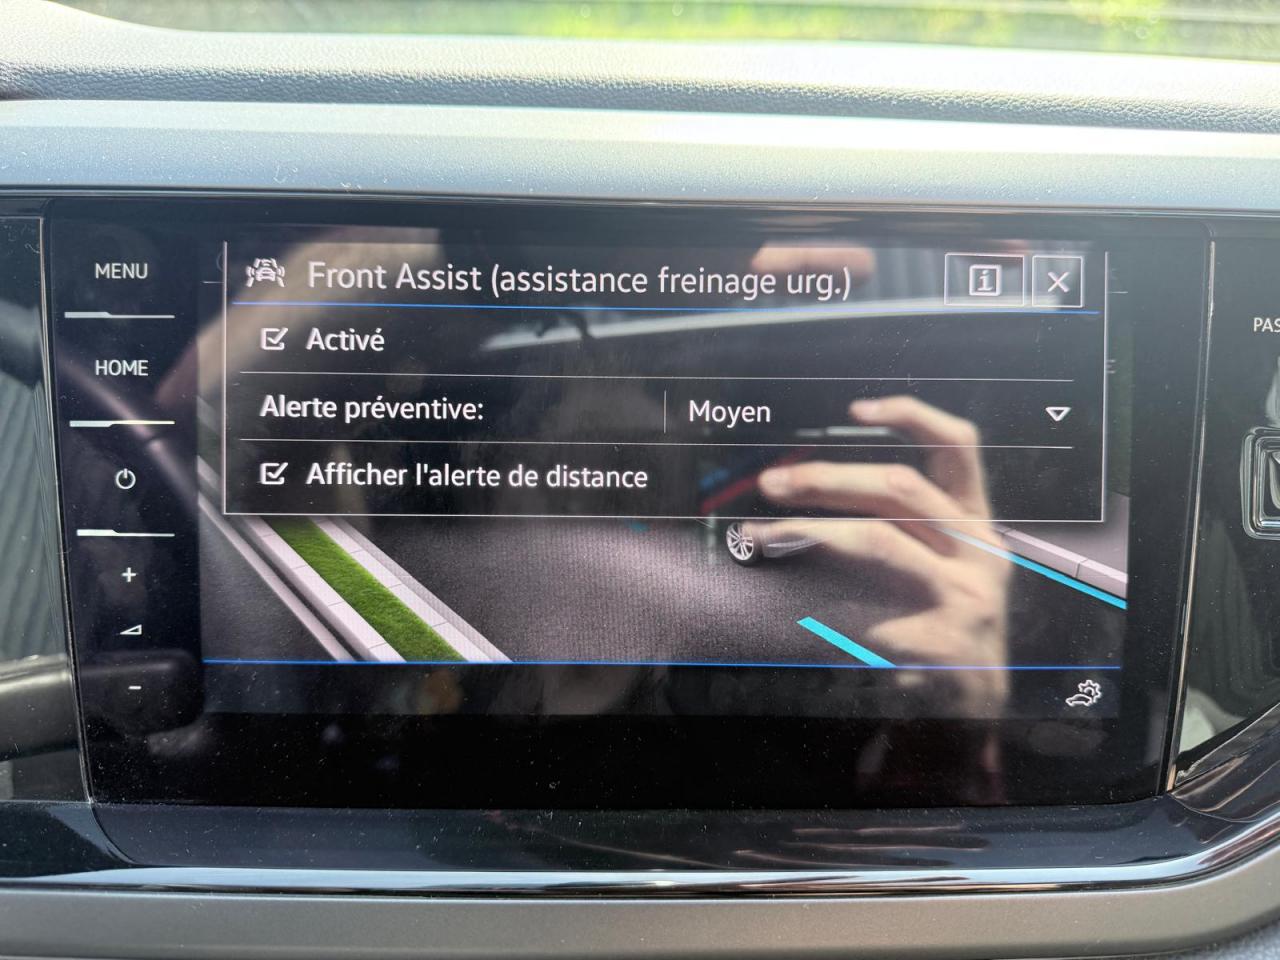 MENU
HOME
+
-
Front Assist (assistance freinage urg.)
i
Activé
Alerte préventive:
Moyen
Afficher l'alerte de distance
PAS